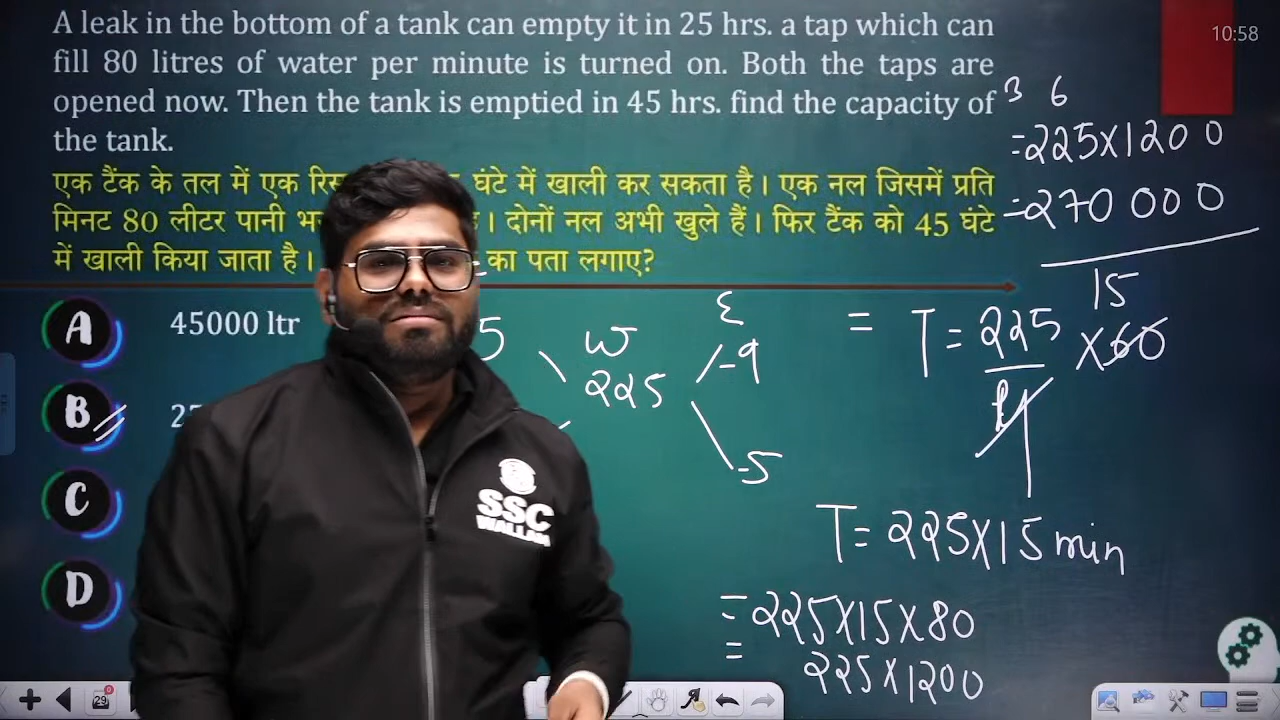 A leak in the bottom of a tank can empty it in 25 hrs. a tap which can
fill 80 litres of water per minute is turned on. Both the taps are
opened now. Then the tank is emptied in 45 hrs. find the capacity of
the tank.
एक टैंक के तल में एक घंटे में खाली कर सकता है। एक नल जिसमें प्रति
मिनट 80 लीटर पानी । दोनों नल अभी खुले हैं। फिर टैंक को 45 घंटे
में खाली किया जाता है। का पता लगाए?
10:58
3 6
=225x1200
=270000
A 45000 ltr
B
C
D
5
W
225
E
-9
-5
15
= T = 225 x60
T= 225x15 min
=225x15x80
= 225x1200
SSC
WALLAH
29